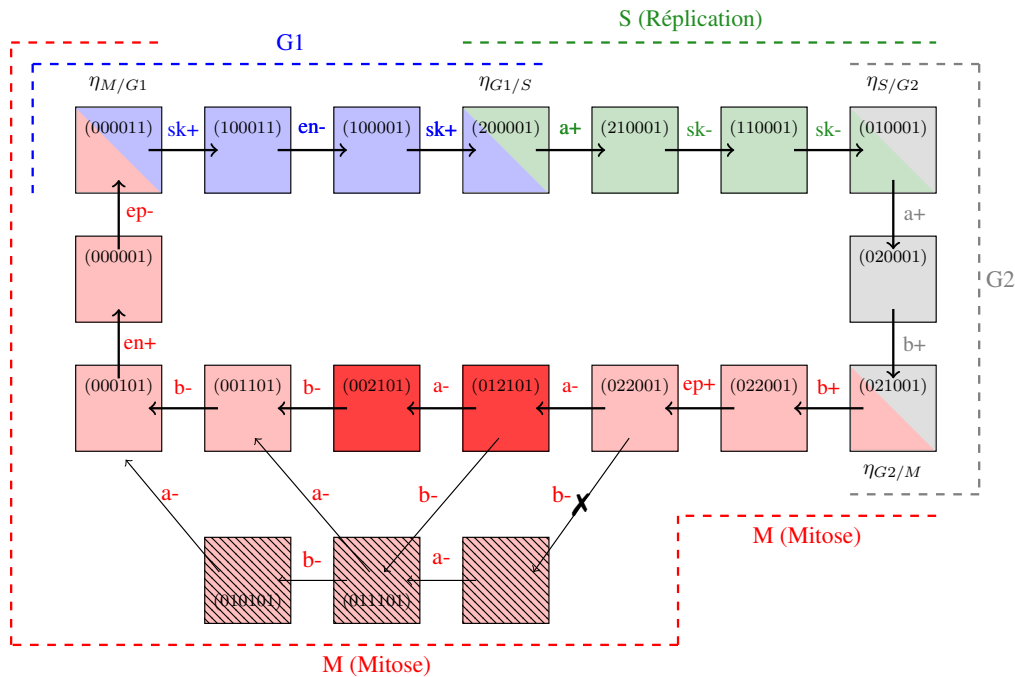 S (Réplication)
G1
η_{M/G1}
η_{G1/S}
η_{S/G2}
(000011) sk+ (100011) en- (100001) sk+ (200001) a+ (210001) sk- (110001) sk- (010001)
ep-
a+
(000001)
(020001)
G2
en+
b+
(000101) b- (001101) b- (002101) a- (012101) a- (022001) ep+ (022001) b+ (021001)
η_{G2/M}
a-
a-
b-
b- ✗
M (Mitose)
b-
a-
(010101)
(011101)
M (Mitose)